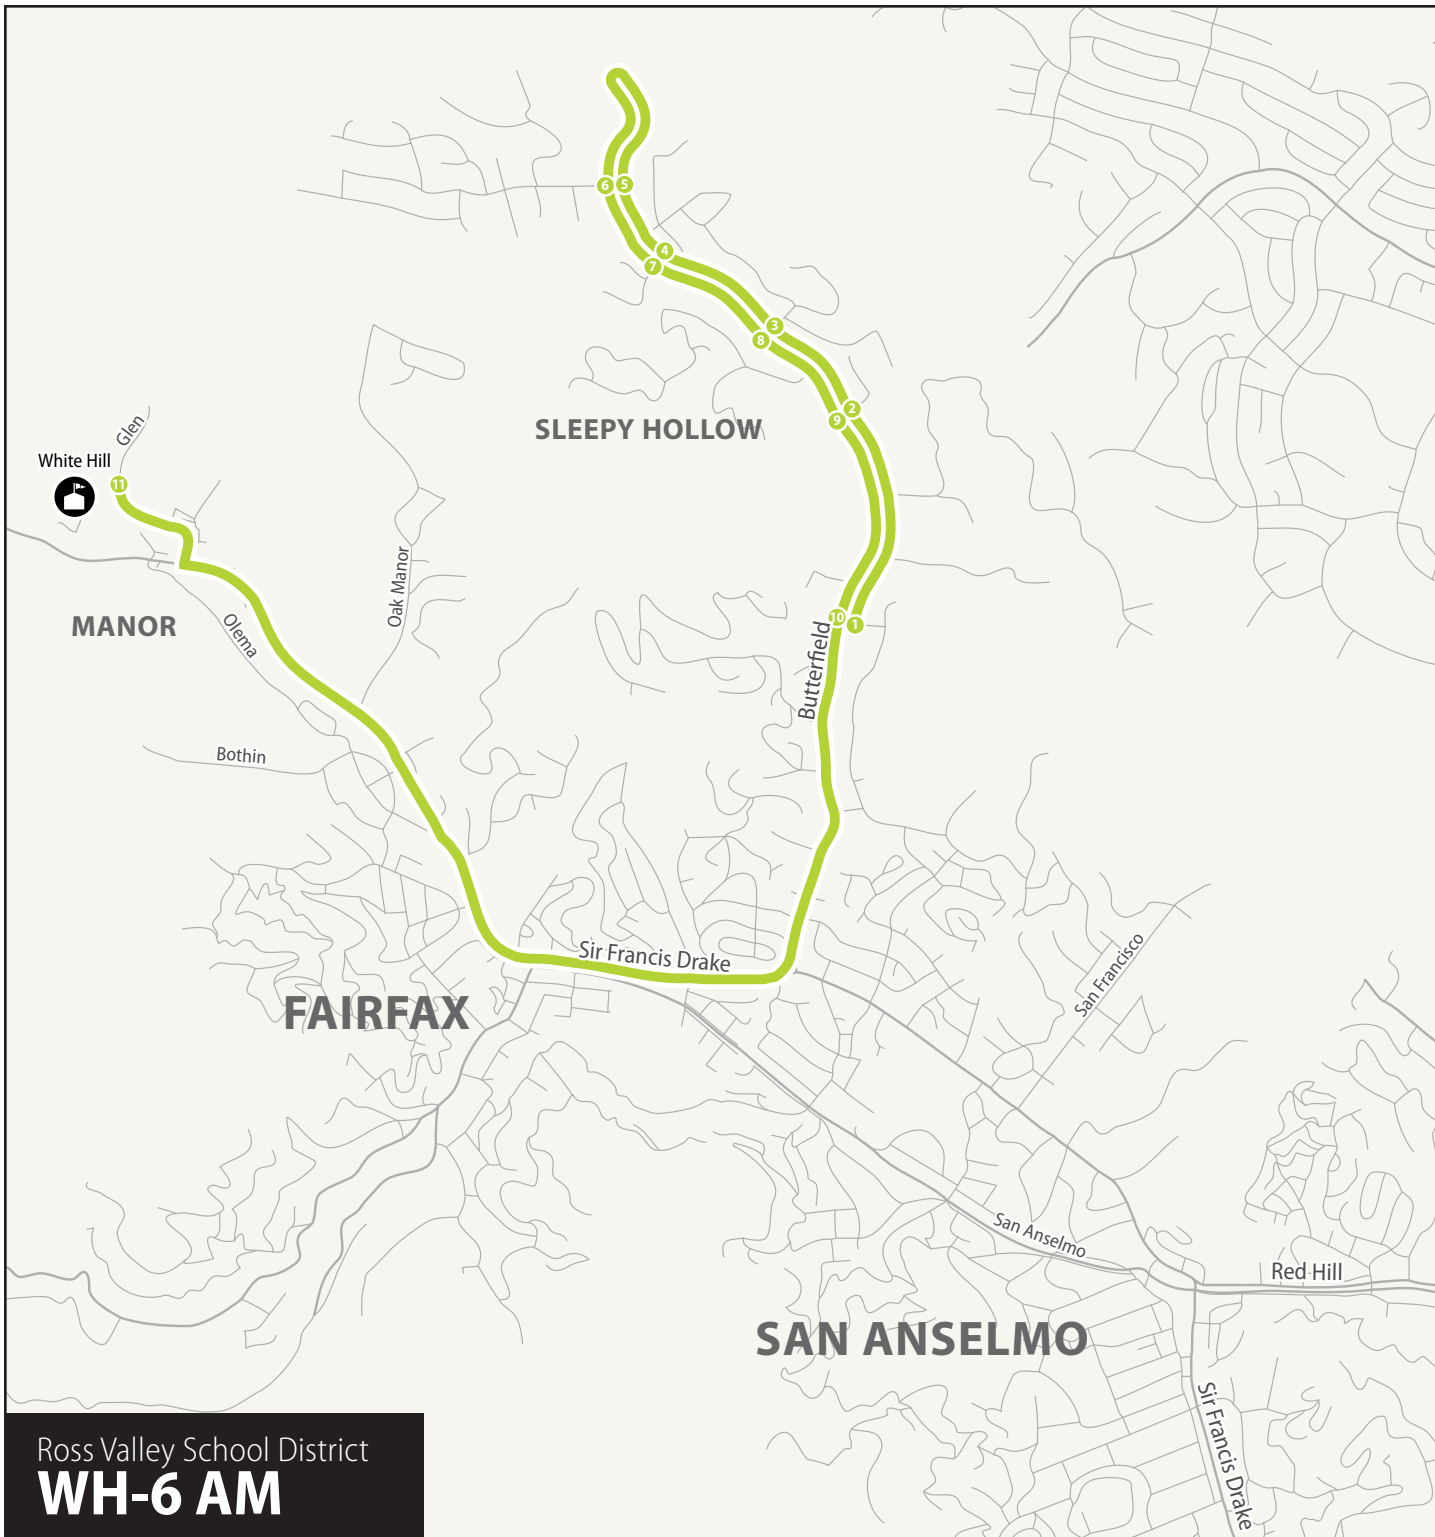 6
5
4
7
3
8
2
9
SLEEPY HOLLOW
Glen
White Hill
11
Oak Manor
MANOR
Olema
10
1
Butterfield
Bothin
Sir Francis Drake
FAIRFAX
San Francisco
San Anselmo
Red Hill
SAN ANSELMO
Sir Francis Drake
Ross Valley School District
WH-6 AM